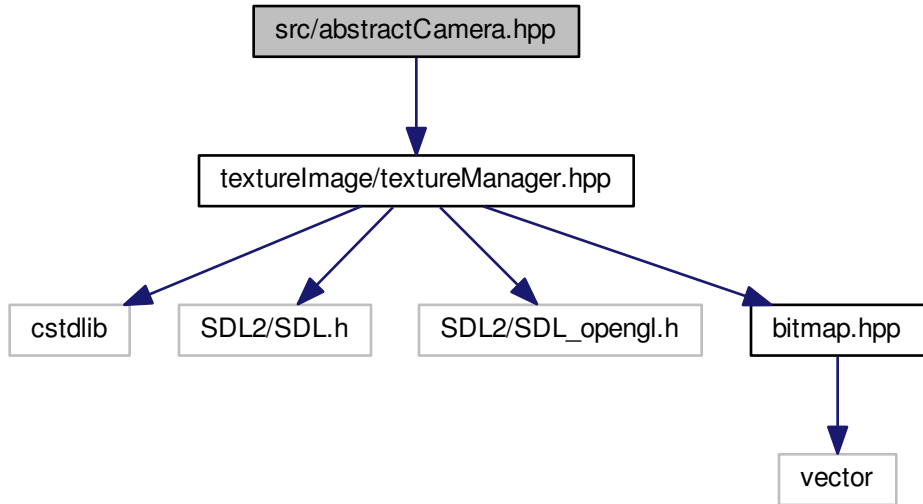 src/abstractCamera.hpp
textureImage/textureManager.hpp
cstdlib
SDL2/SDL.h
SDL2/SDL_opengl.h
bitmap.hpp
vector